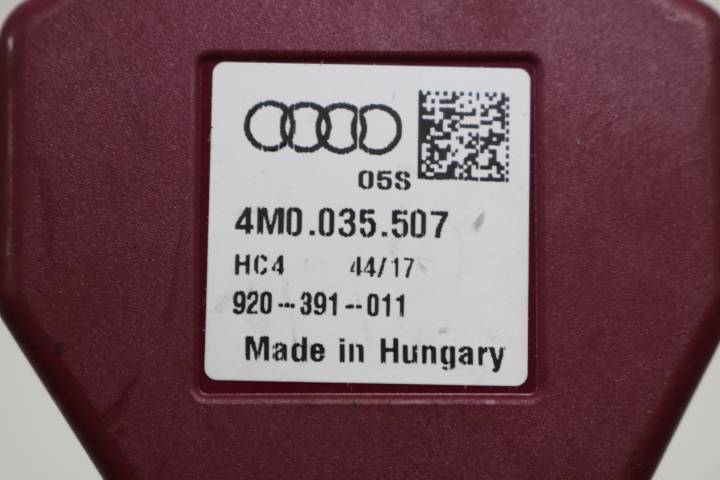 05S
4M0.035.507
HC4 44/17
920--391--011
Made in Hungary